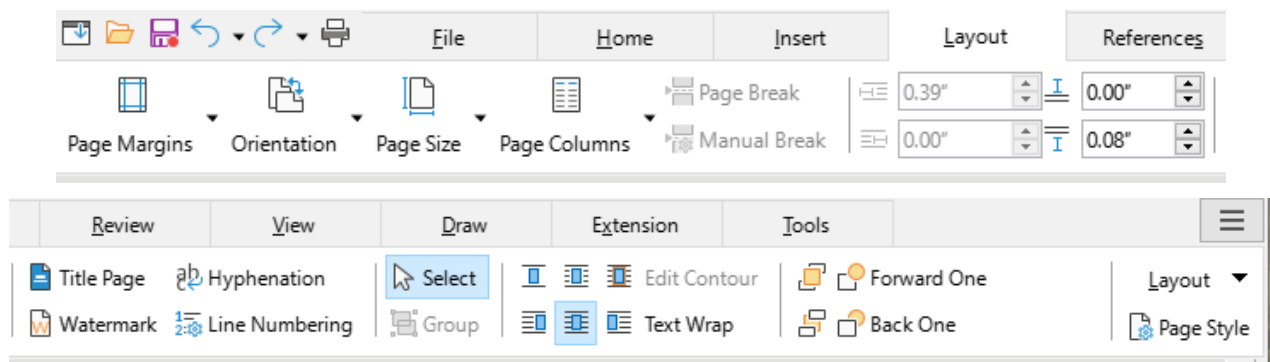 File Home Insert Layout References
Page Break 0.39" 0.00"
Page Margins Orientation Page Size Page Columns Manual Break 0.00" 0.08"
Review View Draw Extension Tools
Title Page Hyphenation Select Edit Contour Forward One Layout
Watermark Line Numbering Group Text Wrap Back One Page Style